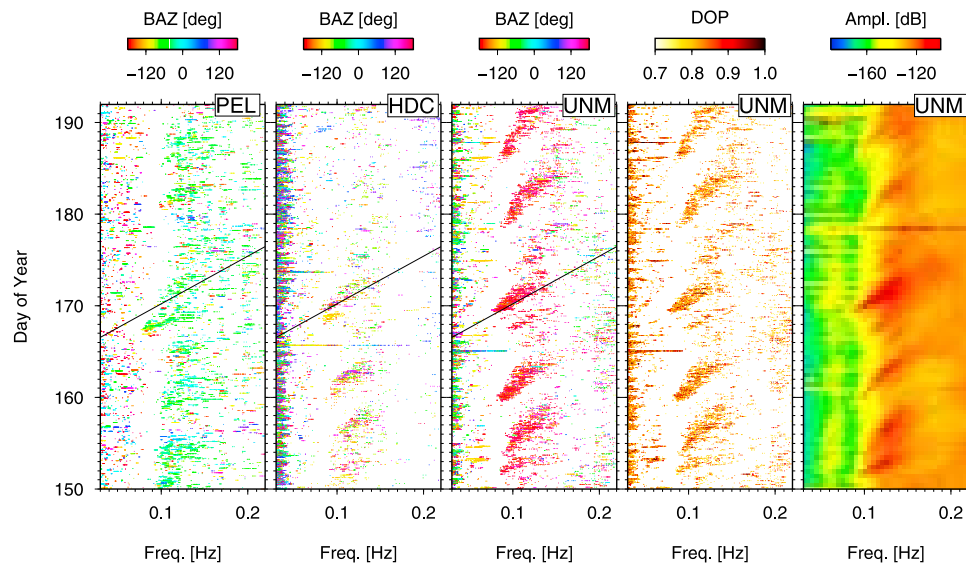 BAZ [deg] BAZ [deg] BAZ [deg] DOP Ampl. [dB]
−120 0 120 −120 0 120 −120 0 120 0.7 0.8 0.9 1.0 −160 −120
PEL HDC UNM UNM UNM
190
180
170
160
150
Day of Year
0.1 0.2 0.1 0.2 0.1 0.2 0.1 0.2 0.1 0.2
Freq. [Hz] Freq. [Hz] Freq. [Hz] Freq. [Hz] Freq. [Hz]